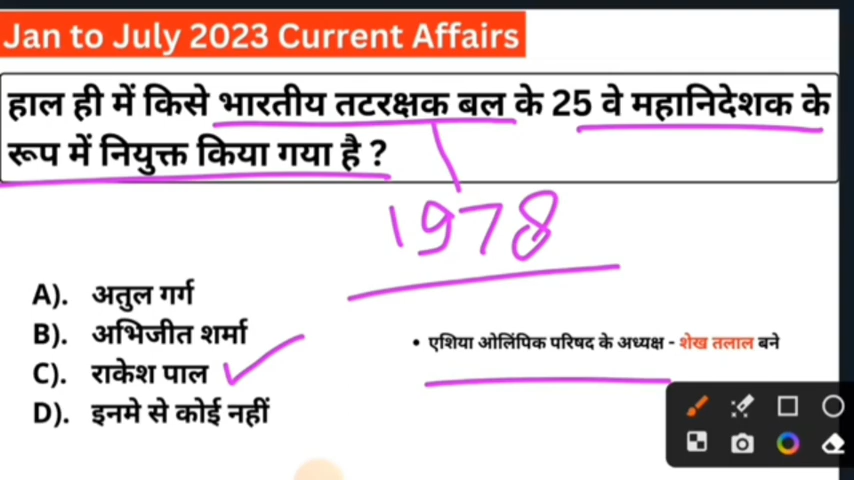 Jan to July 2023 Current Affairs
हाल ही में किसे भारतीय तटरक्षक बल के 25 वे महानिदेशक के
रूप में नियुक्त किया गया है ?
1978
A). अतुल गर्ग
B). अभिजीत शर्मा
C). राकेश पाल
D). इनमे से कोई नहीं
• एशिया ओलिंपिक परिषद के अध्यक्ष - शेख तलाल बने